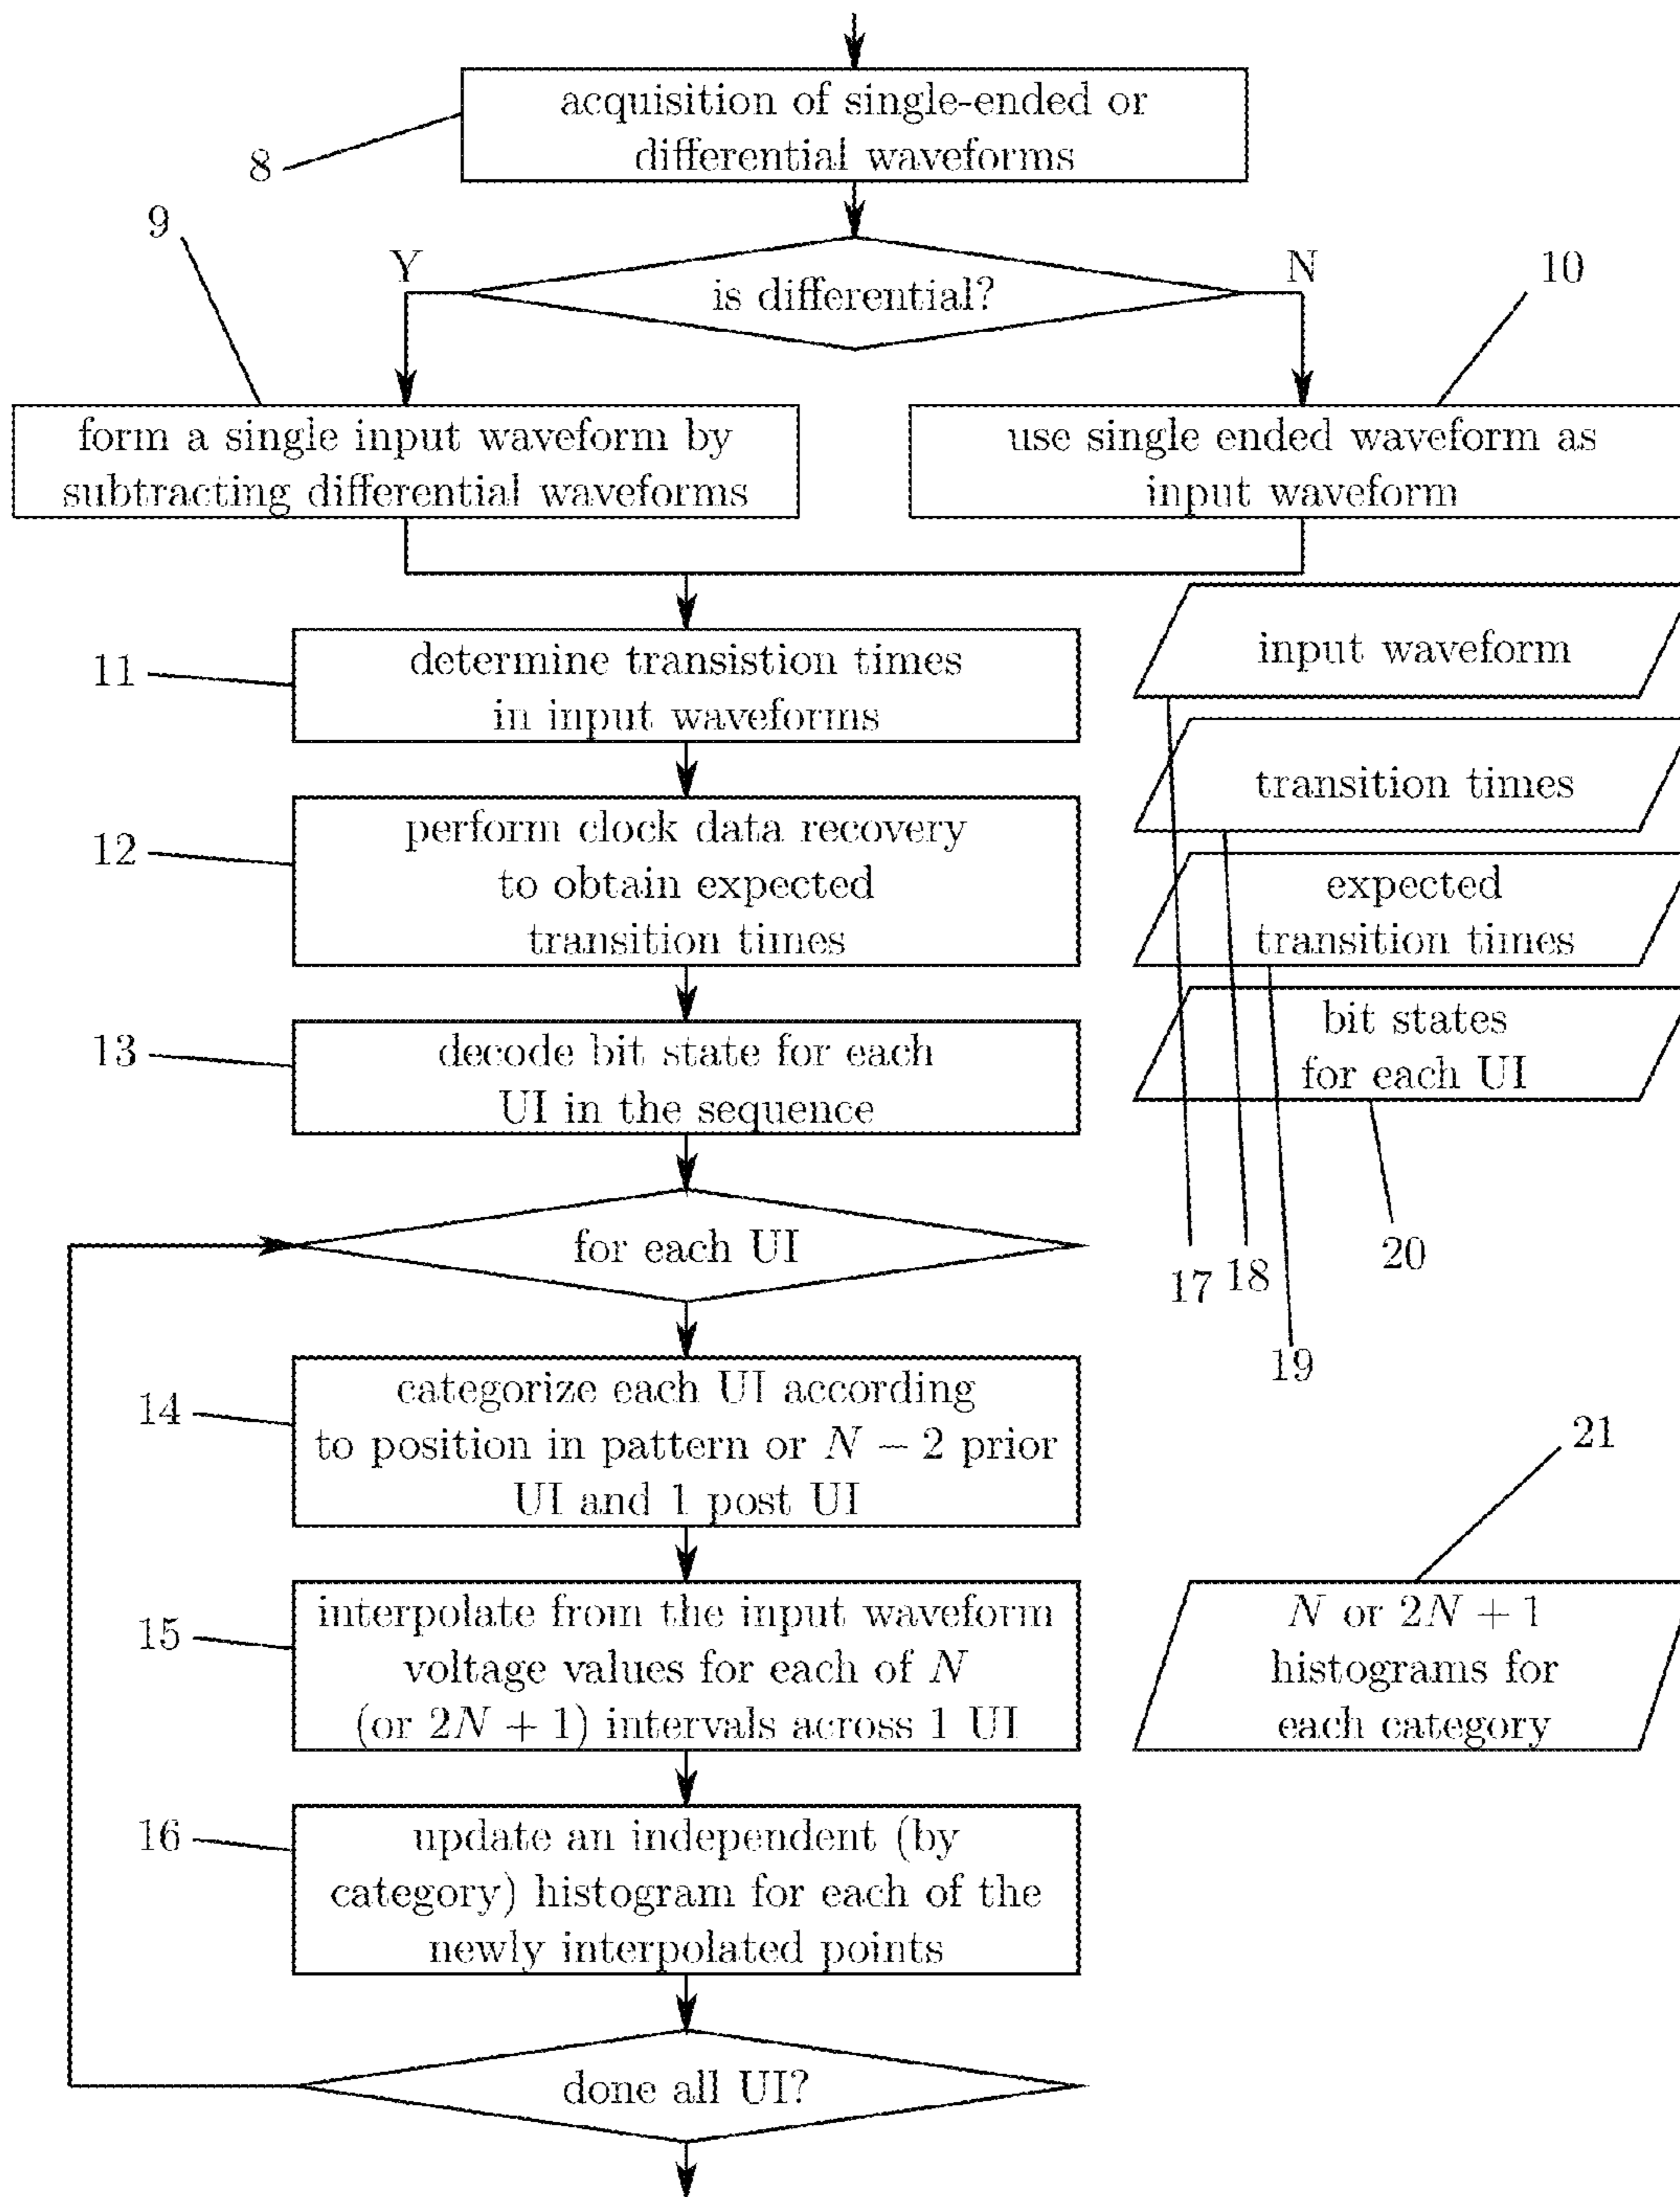 acquisition of single-ended or
differential waveforms
8
9
Y
N
is differential?
10
form a single input waveform by
subtracting differential waveforms
use single ended waveform as
input waveform
11
determine transistion times
in input waveforms
input waveform
transition times
12
perform clock data recovery
to obtain expected
transition times
expected
transition times
13
decode bit state for each
UI in the sequence
bit states
for each UI
for each UI
17
18
19
20
14
categorize each UI according
to position in pattern or N − 2 prior
UI and 1 post UI
21
15
interpolate from the input waveform
voltage values for each of N
(or 2N + 1) intervals across 1 UI
N or 2N + 1
histograms for
each category
16
update an independent (by
category) histogram for each of the
newly interpolated points
done all UI?